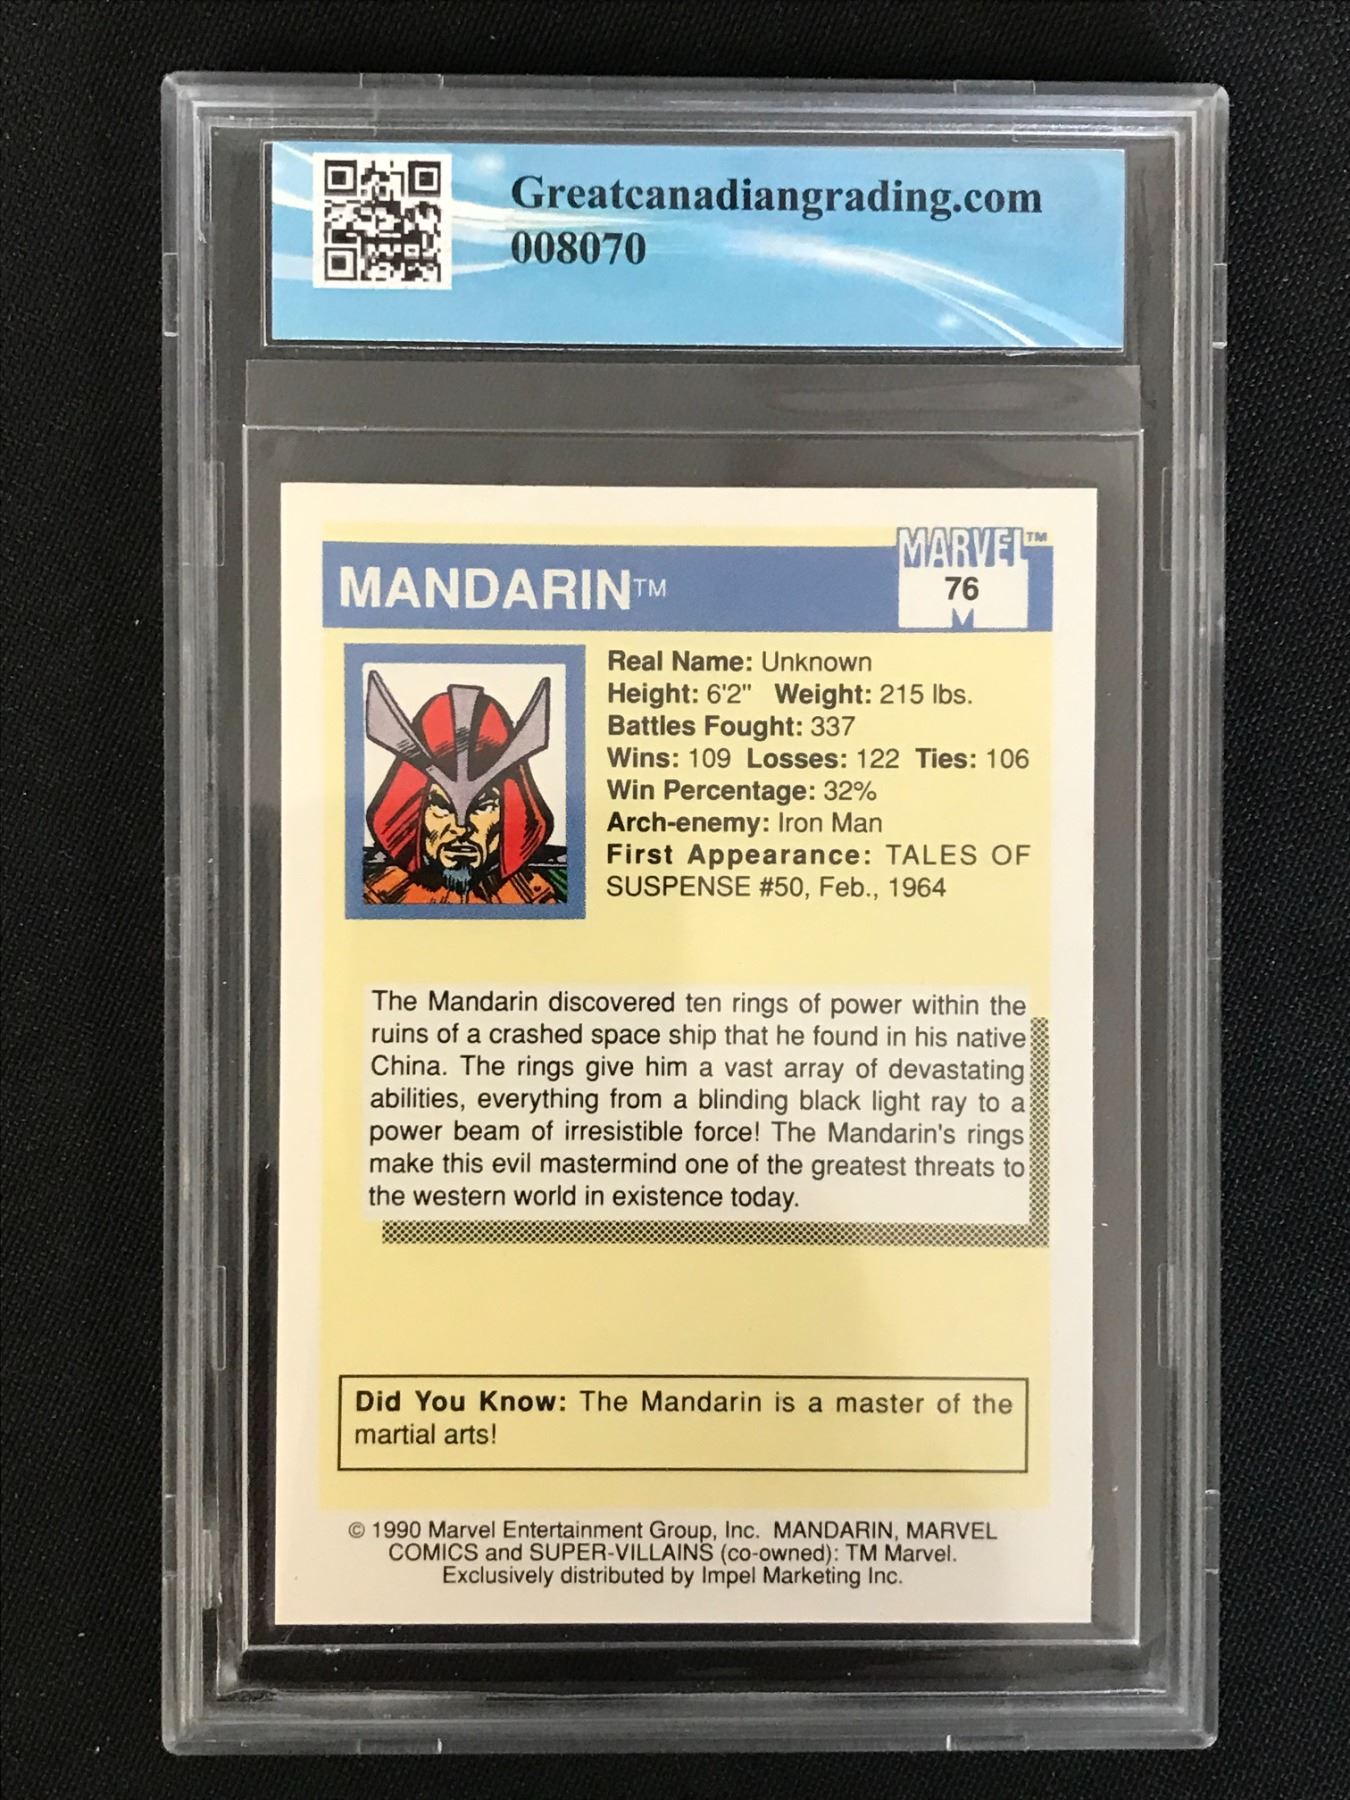 Greatcanadiangrading.com
008070
MARVEL™
MANDARIN™
76
Real Name: Unknown
Height: 6'2" Weight: 215 lbs.
Battles Fought: 337
Wins: 109 Losses: 122 Ties: 106
Win Percentage: 32%
Arch-enemy: Iron Man
First Appearance: TALES OF
SUSPENSE #50, Feb., 1964
The Mandarin discovered ten rings of power within the
ruins of a crashed space ship that he found in his native
China. The rings give him a vast array of devastating
abilities, everything from a blinding black light ray to a
power beam of irresistible force! The Mandarin's rings
make this evil mastermind one of the greatest threats to
the western world in existence today.
Did You Know: The Mandarin is a master of the
martial arts!
© 1990 Marvel Entertainment Group, Inc. MANDARIN, MARVEL
COMICS and SUPER-VILLAINS (co-owned): TM Marvel.
Exclusively distributed by Impel Marketing Inc.